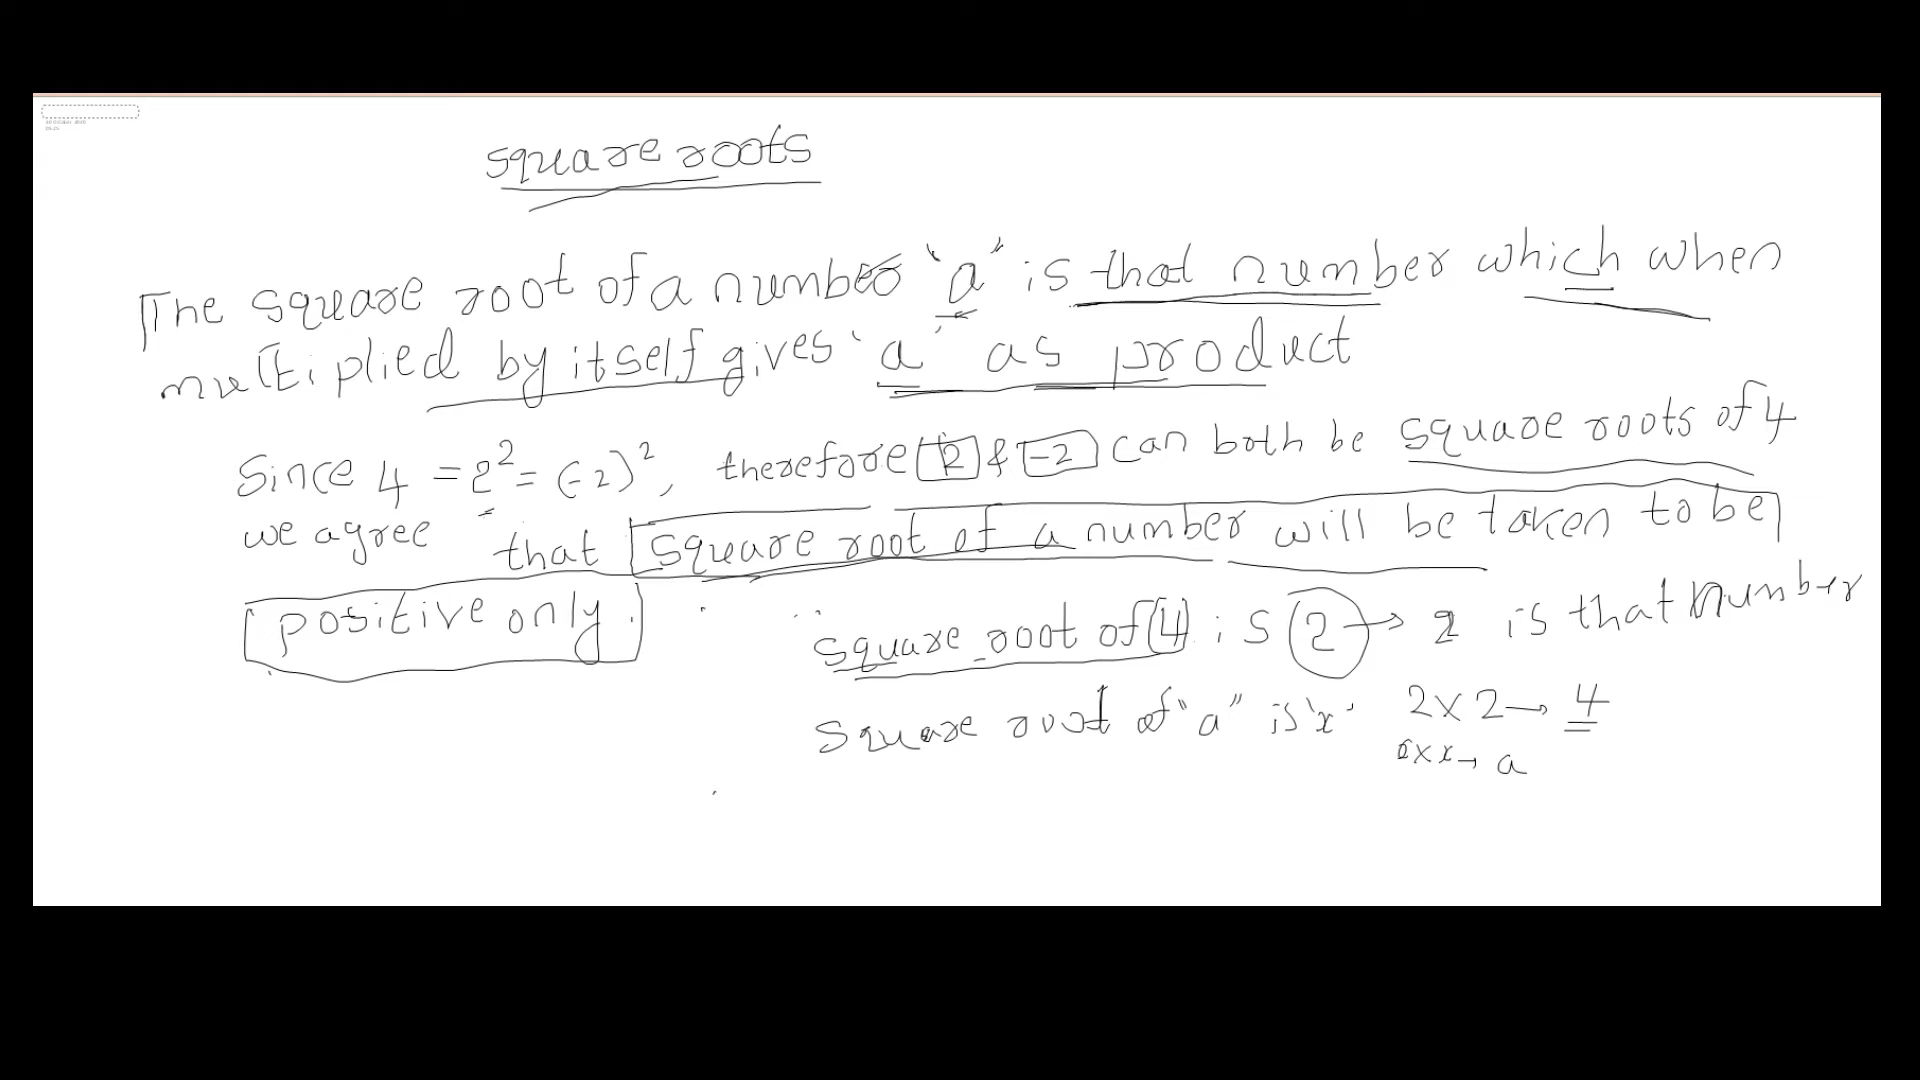 square roots
The square root of a number "a" is that number which when
multiplied by itself gives 'a' as product
Since 4 = 2² = (-2)², therefore 2 & -2 can both be square roots of 4
we agree that square root of a number will be taken to be
positive only.
square root of 4 is 2 → 2 is that number
square root of "a" is 'x' 2 x 2 → 4
x x x → a